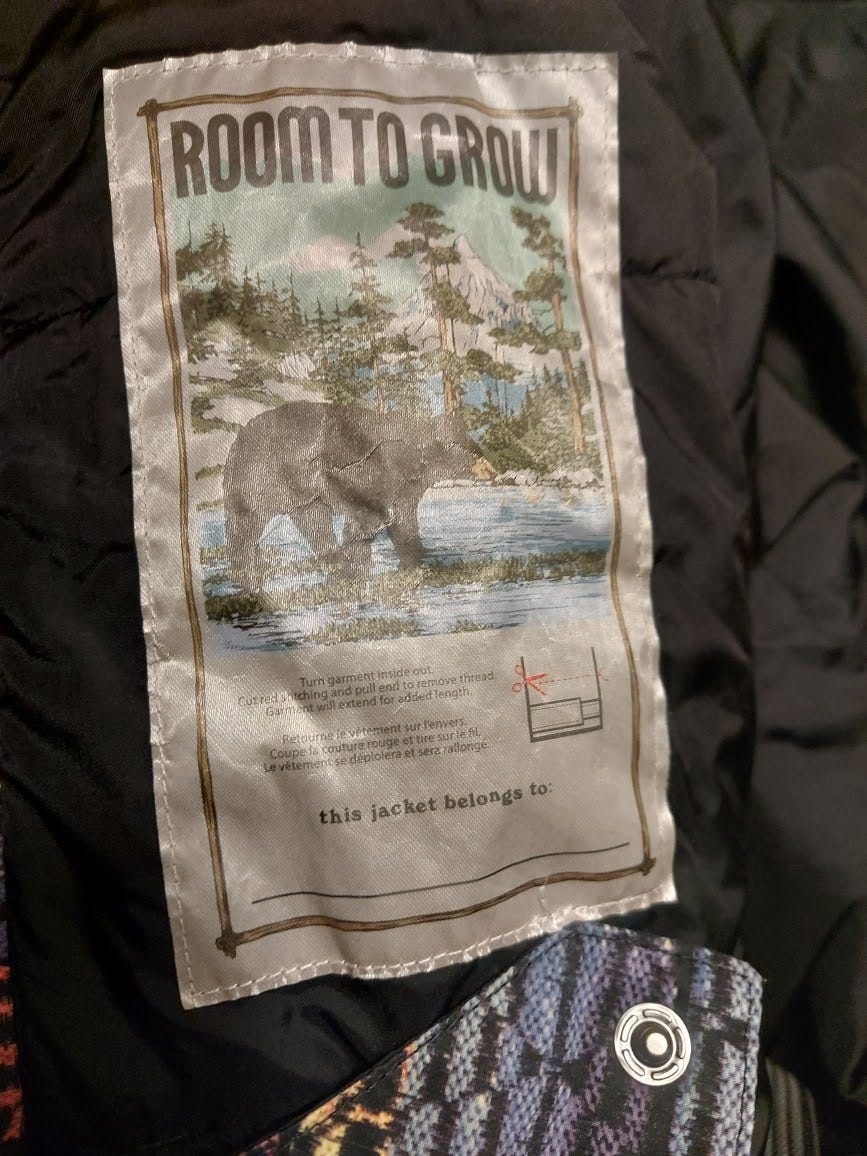 ROOM TO GROW
Turn garment inside out.
Cut red stitching and pull end to remove thread.
Garment will extend for added length.
Retourne le vêtement sur l'envers.
Coupe la couture rouge et tire sur le fil.
Le vêtement se déploiera et sera rallongé.
this jacket belongs to: